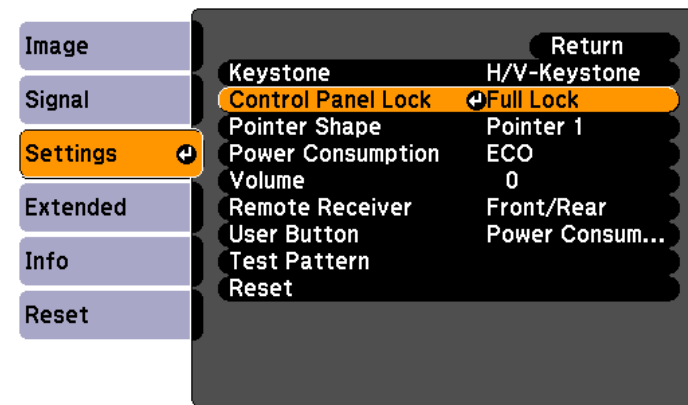 Image
Signal
Settings
Extended
Info
Reset
Return
Keystone H/V-Keystone
Control Panel Lock Full Lock
Pointer Shape Pointer 1
Power Consumption ECO
Volume 0
Remote Receiver Front/Rear
User Button Power Consum...
Test Pattern
Reset